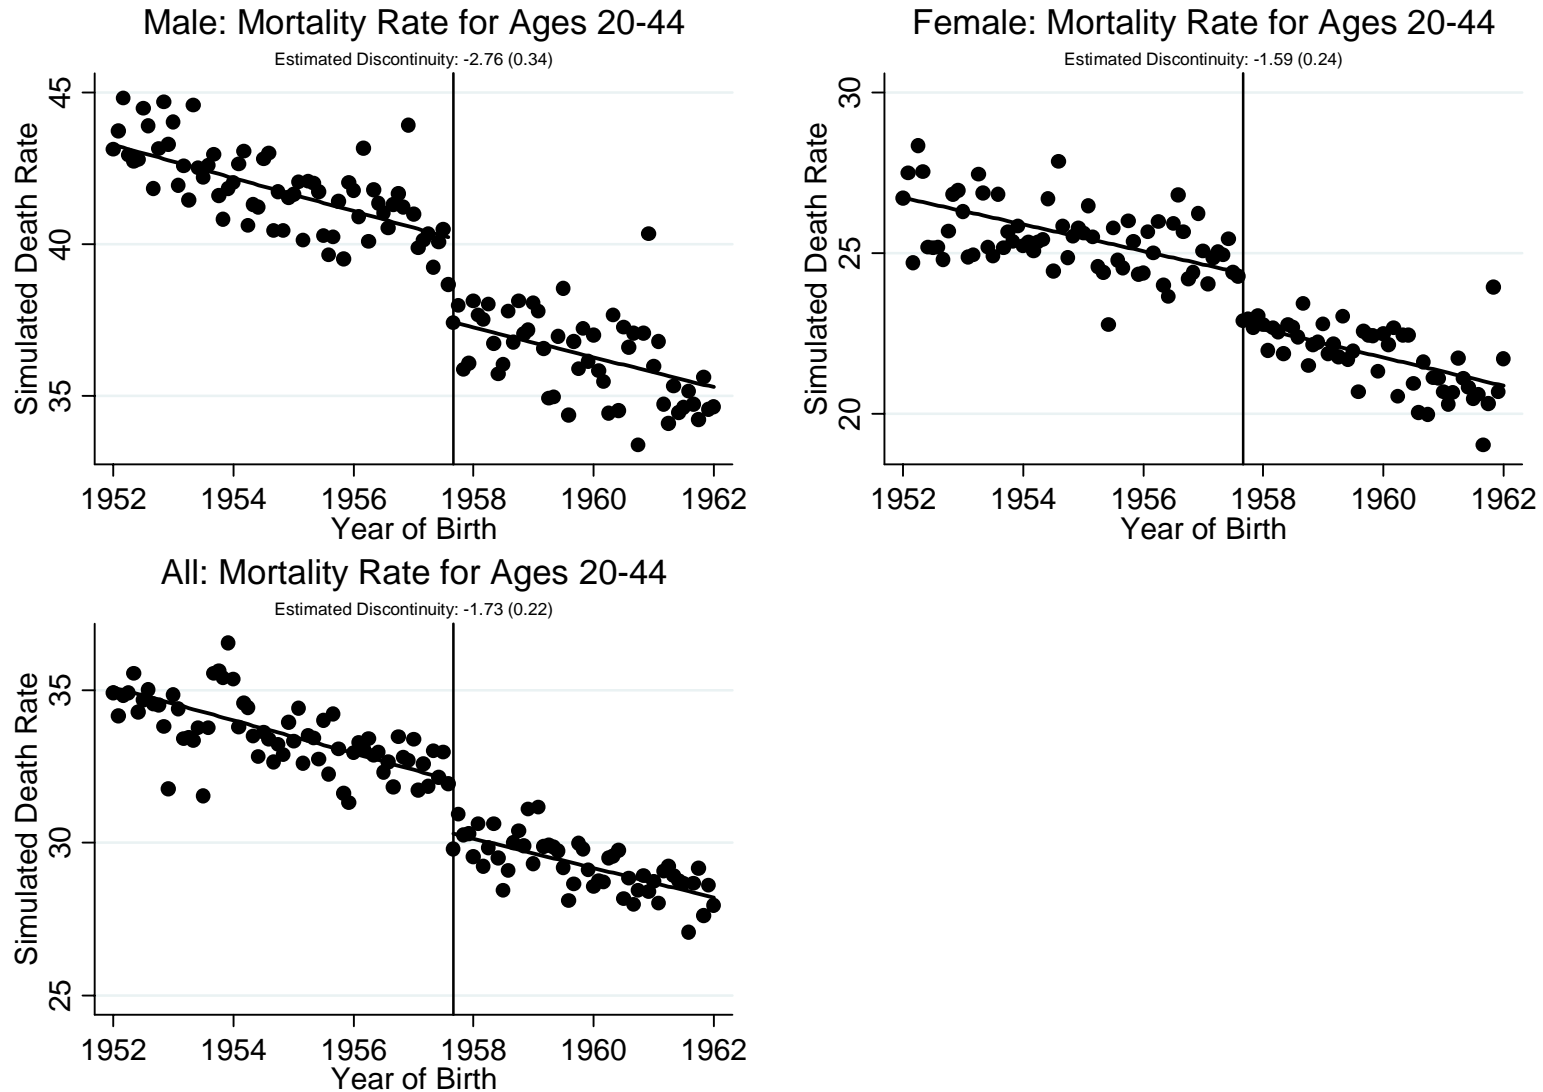 Male: Mortality Rate for Ages 20-44
Estimated Discontinuity: -2.76 (0.34)
Simulated Death Rate
45
40
35
1952 1954 1956 1958 1960 1962
Year of Birth
Female: Mortality Rate for Ages 20-44
Estimated Discontinuity: -1.59 (0.24)
Simulated Death Rate
30
25
20
1952 1954 1956 1958 1960 1962
Year of Birth
All: Mortality Rate for Ages 20-44
Estimated Discontinuity: -1.73 (0.22)
Simulated Death Rate
35
30
25
1952 1954 1956 1958 1960 1962
Year of Birth